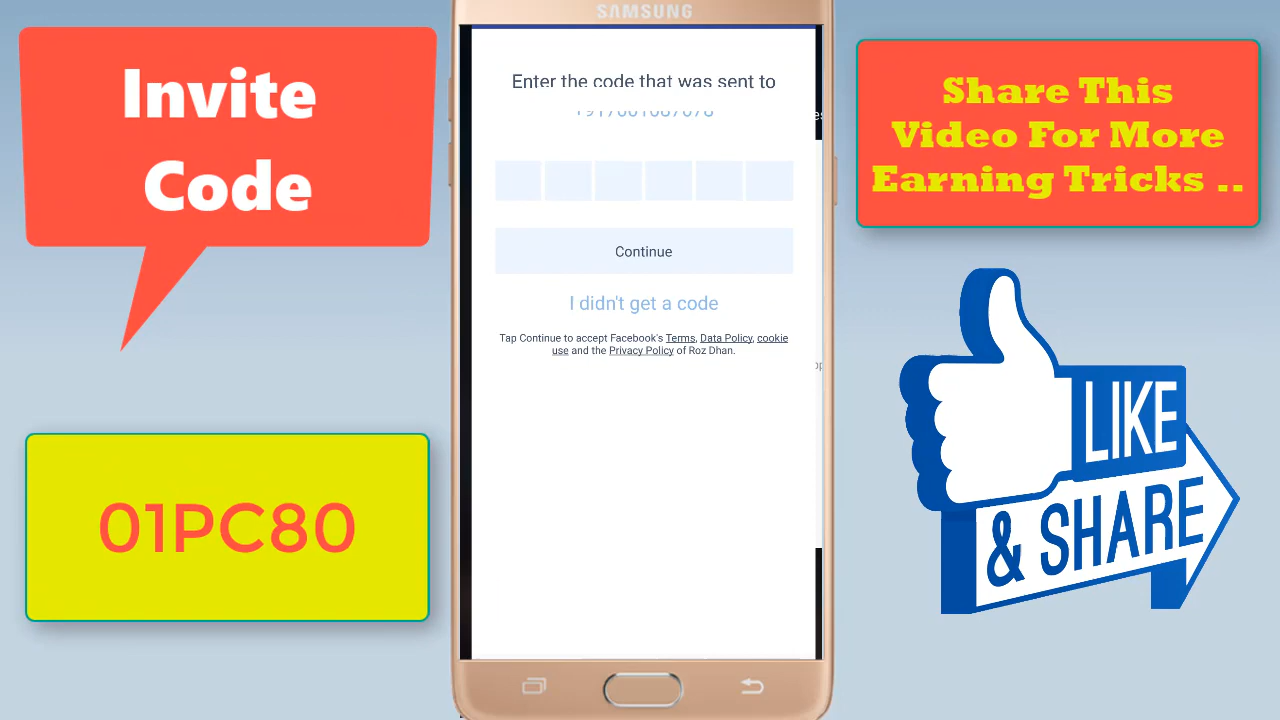 Invite
Code
01PC80
SAMSUNG
Enter the code that was sent to
Continue
I didn't get a code
Tap Continue to accept Facebook's Terms, Data Policy, cookie
use and the Privacy Policy of Roz Dhan.
Share This
Video For More
Earning Tricks ..
LIKE
& SHARE